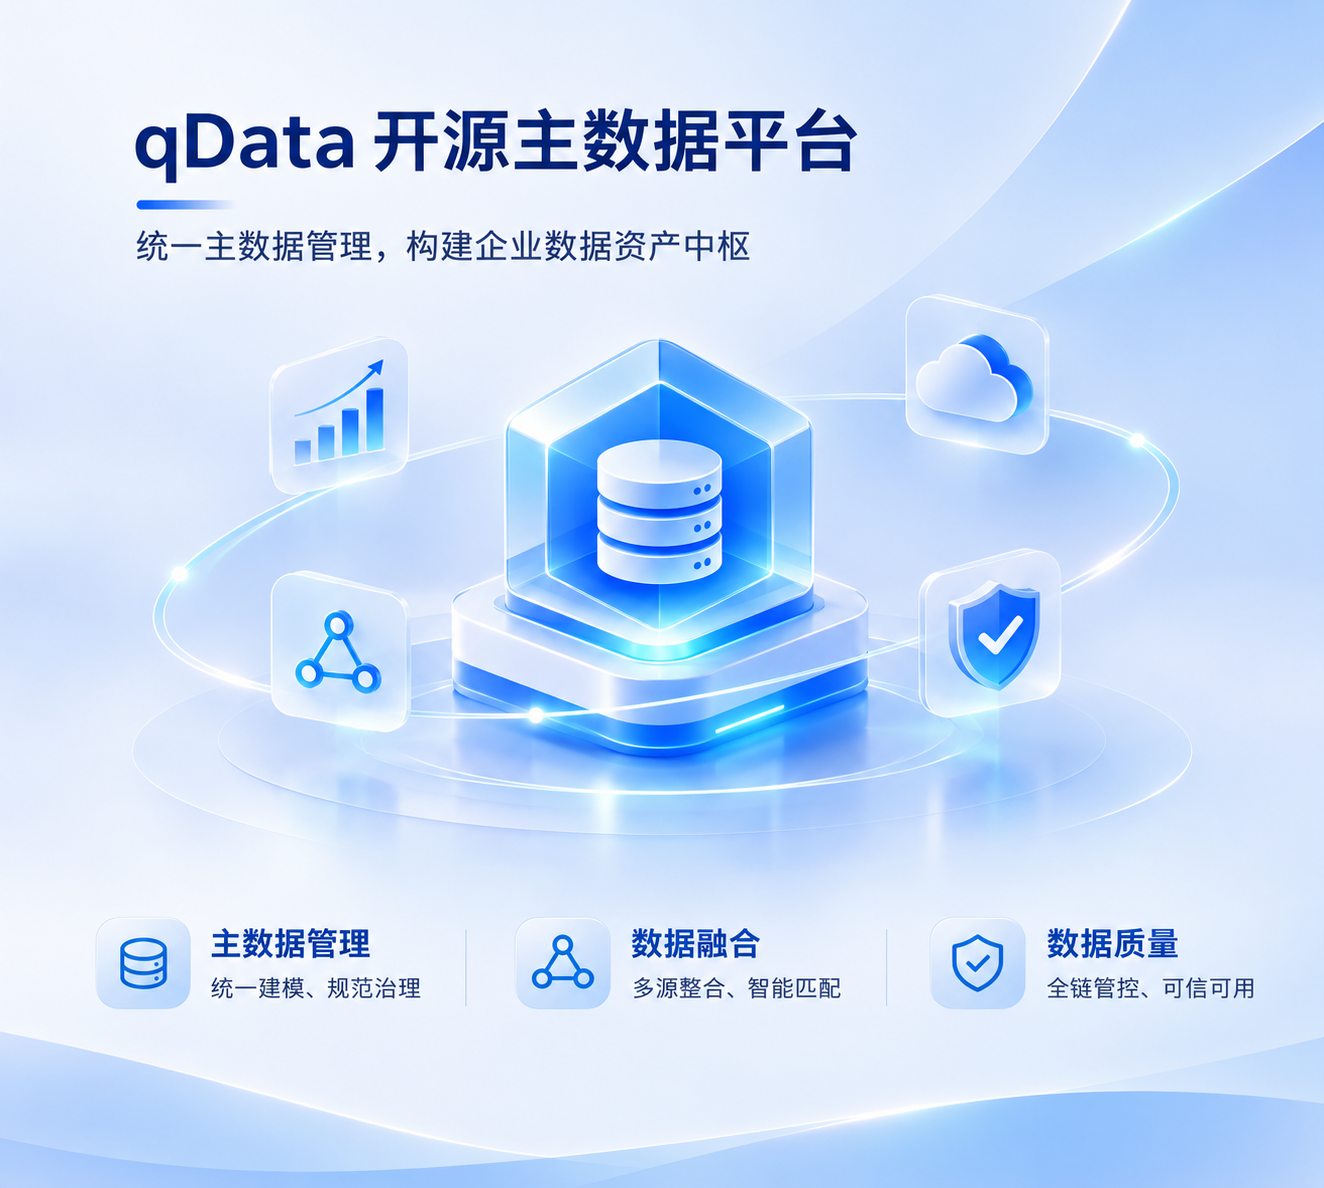 qData 开源主数据平台
统一主数据管理，构建企业数据资产中枢
主数据管理
统一建模、规范治理
数据融合
多源整合、智能匹配
数据质量
全链管控、可信可用